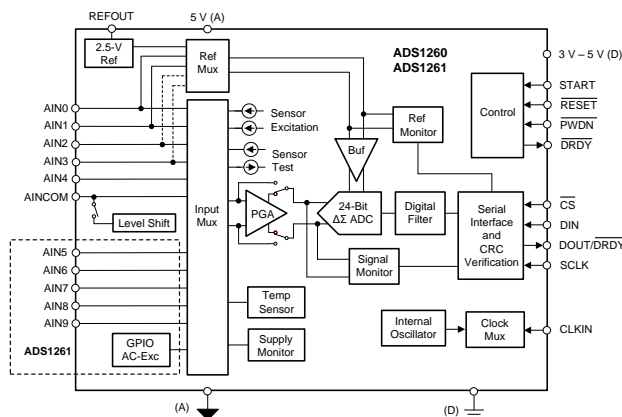 REFOUT
5 V (A)
2.5-V
Ref
Ref
Mux
ADS1260
ADS1261
3 V – 5 V (D)
Control
START
RESET
PWDN
DRDY
AIN0
AIN1
AIN2
AIN3
AIN4
AINCOM
Level Shift
Input
Mux
Sensor
Excitation
Sensor
Test
PGA
Buf
Ref
Monitor
24-Bit
ΔΣ ADC
Digital
Filter
Serial
Interface
and
CRC
Verification
CS
DIN
DOUT/DRDY
SCLK
Signal
Monitor
AIN5
AIN6
AIN7
AIN8
AIN9
ADS1261
GPIO
AC-Exc
Temp
Sensor
Supply
Monitor
Internal
Oscillator
Clock
Mux
CLKIN
(A)
(D)